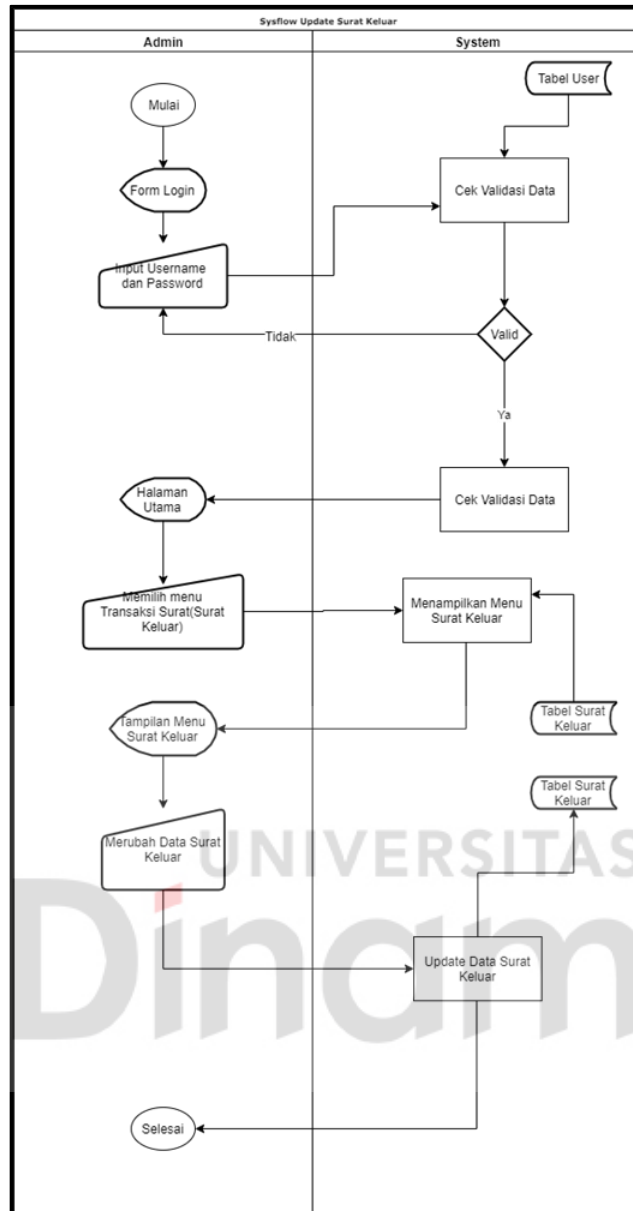 Sysflow Update Surat Keluar
Admin
System
Tabel User
Mulai
Form Login
Cek Validasi Data
Input Username
dan Password
Tidak
Valid
Ya
Halaman
Utama
Cek Validasi Data
Memilih menu
Transaksi Surat(Surat
Keluar)
Menampilkan Menu
Surat Keluar
Tampilan Menu
Surat Keluar
Tabel Surat
Keluar
Tabel Surat
Keluar
Merubah Data Surat
Keluar
UNIVERSITAS
Dinam
Update Data Surat
Keluar
Selesai